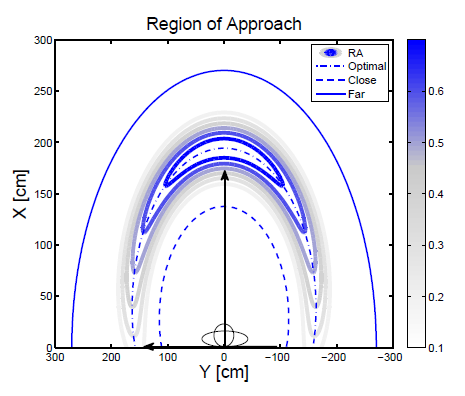 Region of Approach
RA
Optimal
Close
Far
300
250
200
150
100
50
0
X [cm]
300 200 100 0 −100 −200 −300
Y [cm]
0.6
0.5
0.4
0.3
0.2
0.1